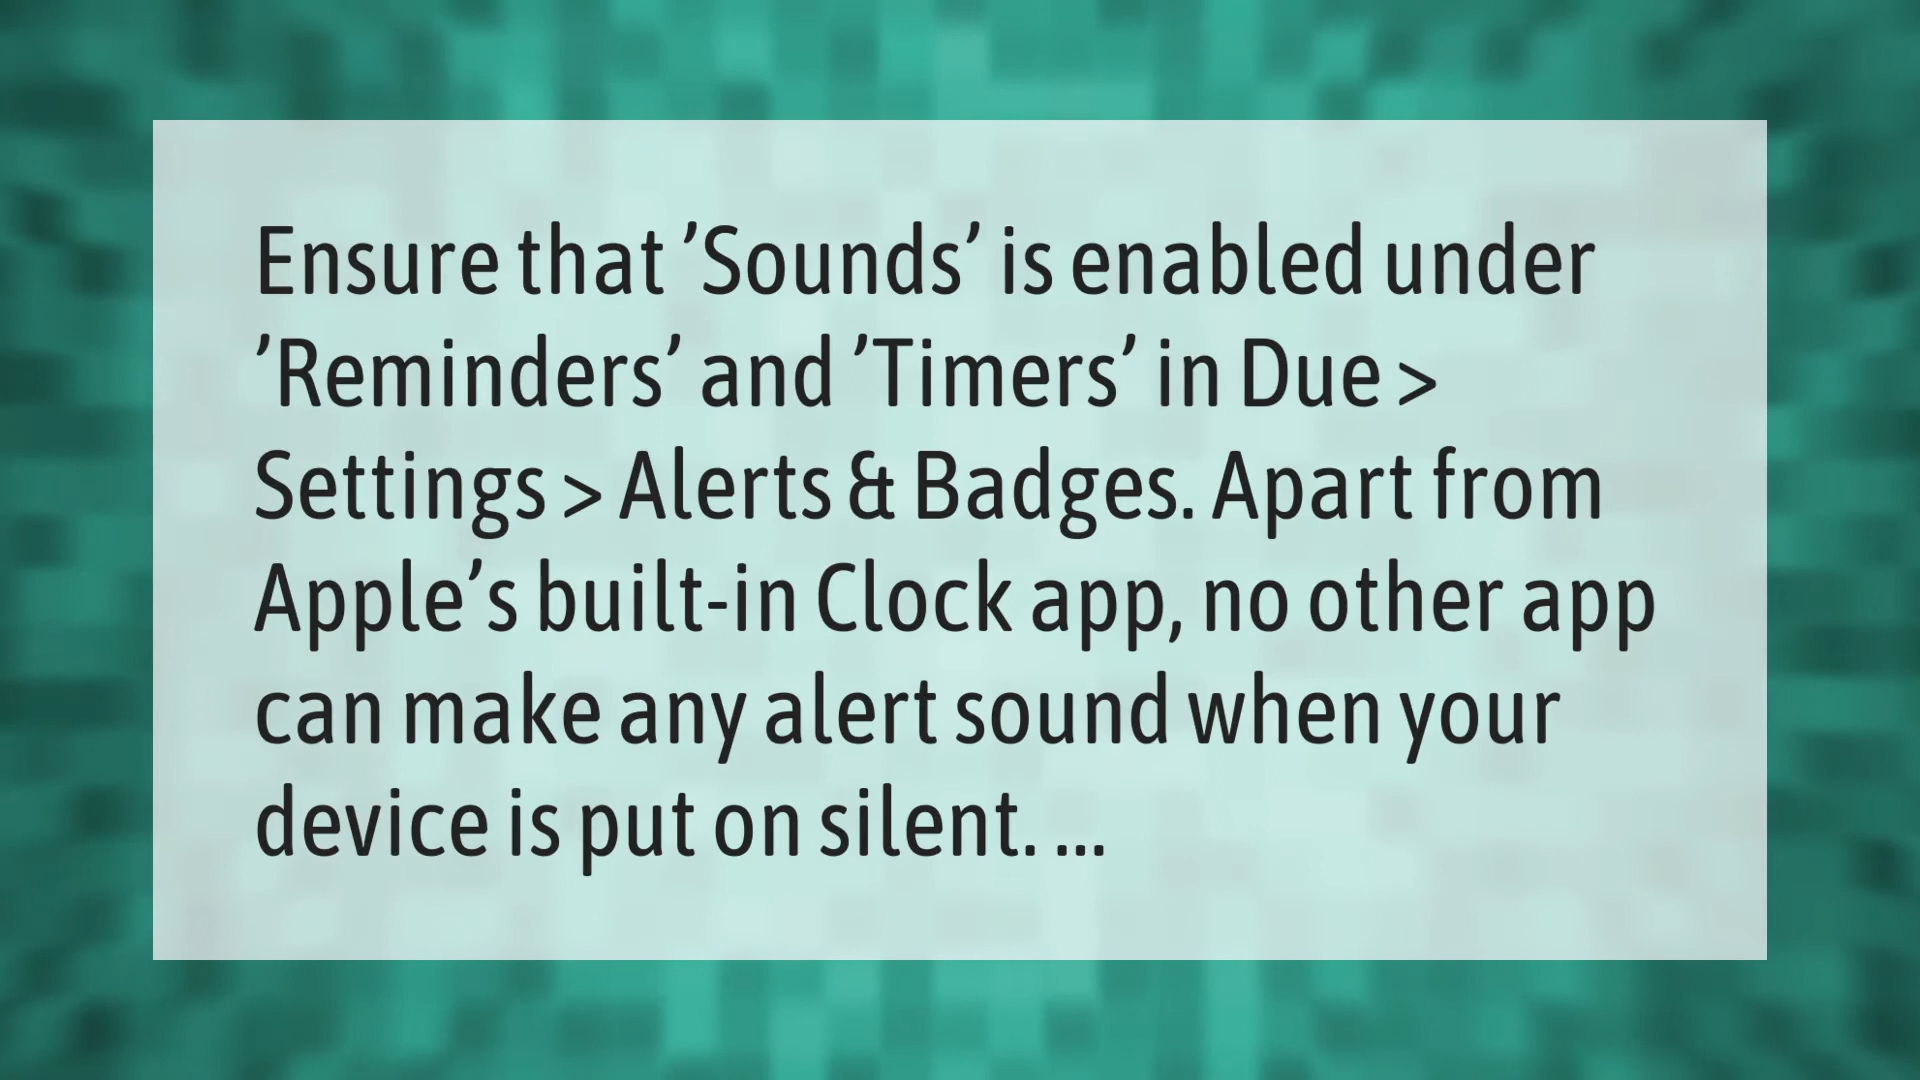 Ensure that ’Sounds’ is enabled under
’Reminders’ and ’Timers’ in Due >
Settings > Alerts & Badges. Apart from
Apple’s built-in Clock app, no other app
can make any alert sound when your
device is put on silent. ...